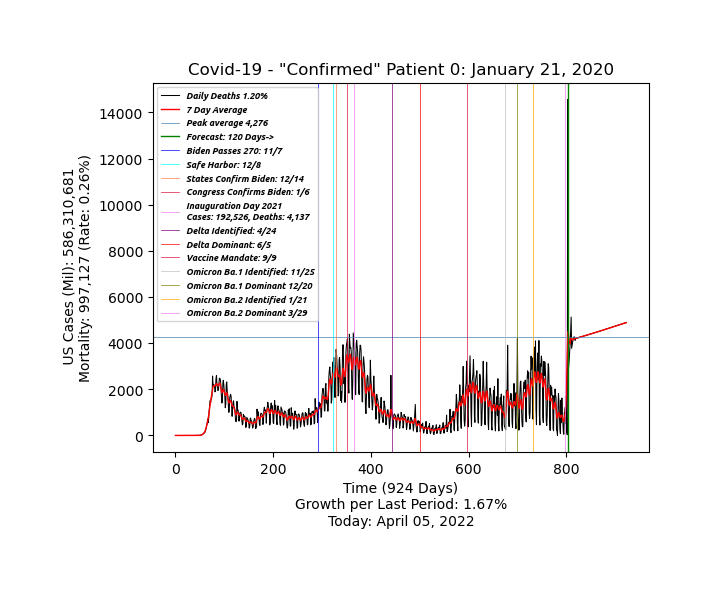 Covid-19 - "Confirmed" Patient 0: January 21, 2020
Daily Deaths 1.20%
7 Day Average
Peak average 4,276
Forecast: 120 Days->
Biden Passes 270: 11/7
Safe Harbor: 12/8
States Confirm Biden: 12/14
Congress Confirms Biden: 1/6
Inauguration Day 2021
Cases: 192,526, Deaths: 4,137
Delta Identified: 4/24
Delta Dominant: 6/5
Vaccine Mandate: 9/9
Omicron Ba.1 Identified: 11/25
Omicron Ba.1 Dominant 12/20
Omicron Ba.2 Identified 1/21
Omicron Ba.2 Dominant 3/29
14000
12000
10000
8000
6000
4000
2000
0
US Cases (Mil): 586,310,681
Mortality: 997,127 (Rate: 0.26%)
0 200 400 600 800
Time (924 Days)
Growth per Last Period: 1.67%
Today: April 05, 2022